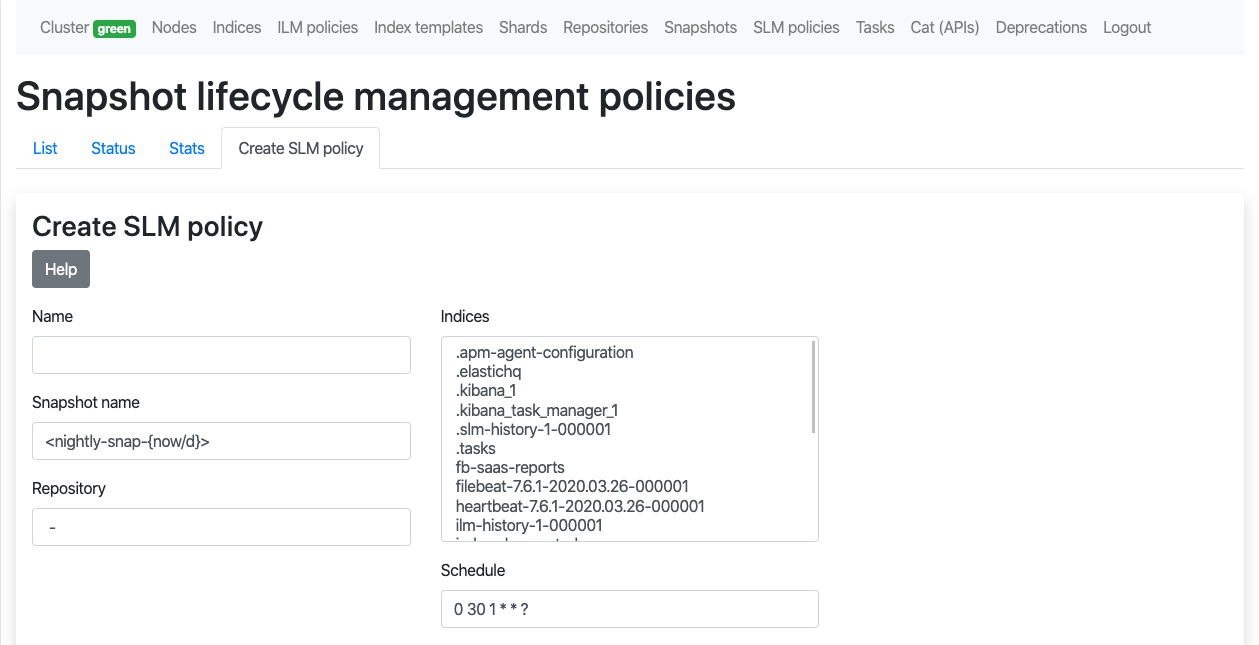 Cluster green Nodes Indices ILM policies Index templates Shards Repositories Snapshots SLM policies Tasks Cat (APIs) Deprecations Logout
Snapshot lifecycle management policies
List Status Stats Create SLM policy
Create SLM policy
Help
Name
Snapshot name
<nightly-snap-{now/d}>
Repository
-
Indices
.apm-agent-configuration
.elastichq
.kibana_1
.kibana_task_manager_1
.slm-history-1-000001
.tasks
fb-saas-reports
filebeat-7.6.1-2020.03.26-000001
heartbeat-7.6.1-2020.03.26-000001
ilm-history-1-000001
Schedule
0 30 1 * * ?